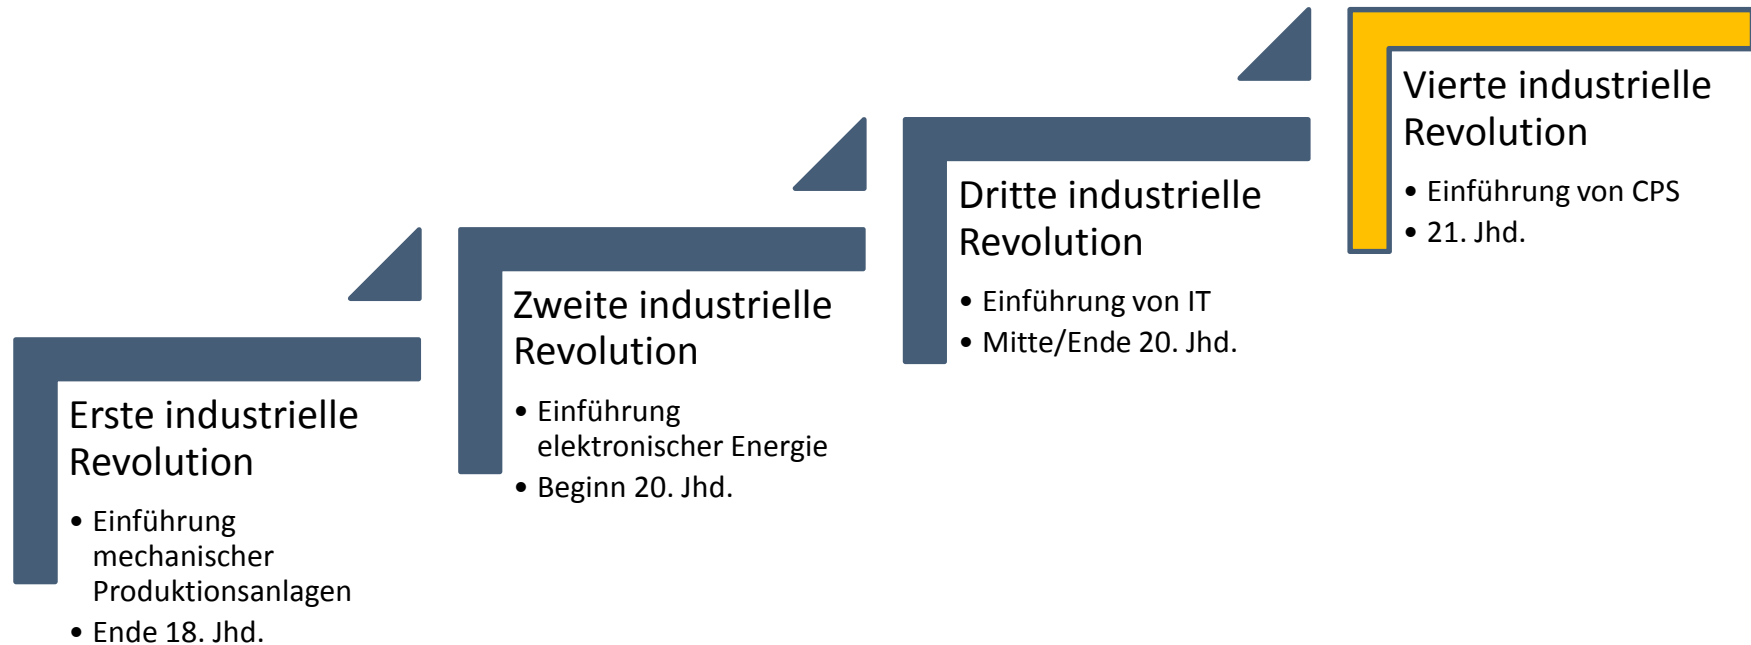 Erste industrielle
Revolution
• Einführung
mechanischer
Produktionsanlagen
• Ende 18. Jhd.
Zweite industrielle
Revolution
• Einführung
elektronischer Energie
• Beginn 20. Jhd.
Dritte industrielle
Revolution
• Einführung von IT
• Mitte/Ende 20. Jhd.
Vierte industrielle
Revolution
• Einführung von CPS
• 21. Jhd.